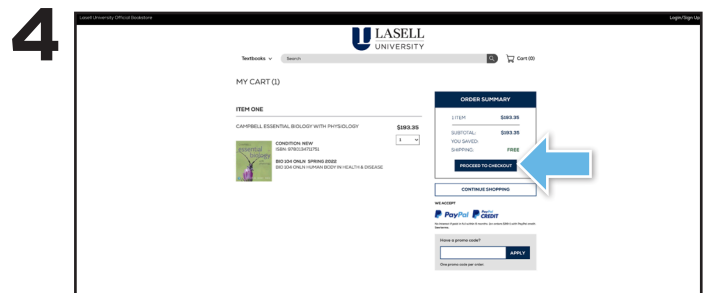 4
Lasell University Official Bookstore
Login/Sign Up
LASELL
UNIVERSITY
Textbooks
Search
Cart (0)
MY CART (1)
ITEM ONE
CAMPBELL ESSENTIAL BIOLOGY WITH PHYSIOLOGY
$193.35
1
essential
biology
CONDITION: NEW
BIO 104 ONLN SPRING 2022
BIO 104 ONLN HUMAN BODY IN HEALTH & DISEASE
ORDER SUMMARY
1 ITEM
$193.35
SUBTOTAL:
$193.35
YOU SAVED:
SHIPPING:
FREE
PROCEED TO CHECKOUT
CONTINUE SHOPPING
WE ACCEPT
PayPal
PayPal
CREDIT
Have a promo code?
APPLY
One promo code per order.